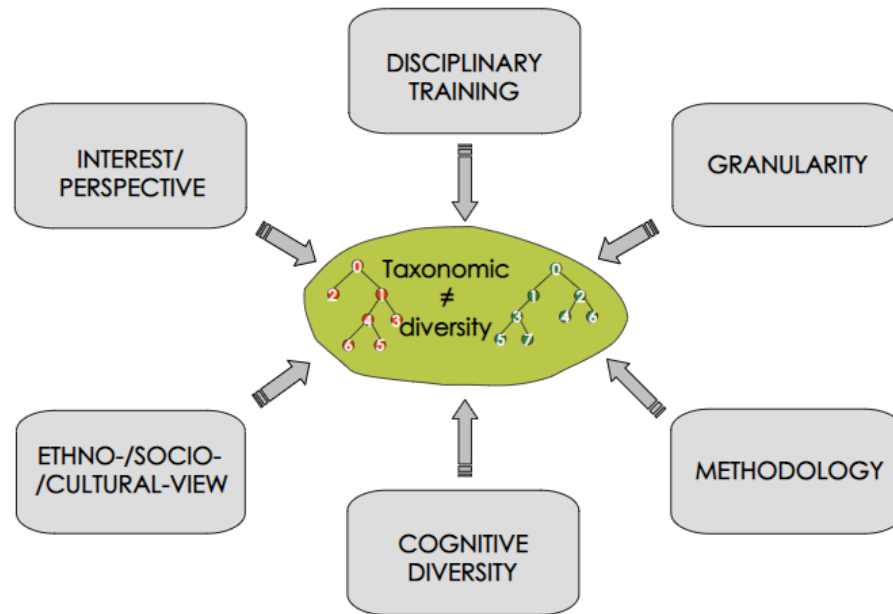 DISCIPLINARY
TRAINING
INTEREST/
PERSPECTIVE
GRANULARITY
Taxonomic
≠
diversity
0
2
1
4
3
6
5
0
1
2
3
4
6
5
7
ETHNO-/SOCIO-
/CULTURAL-VIEW
METHODOLOGY
COGNITIVE
DIVERSITY